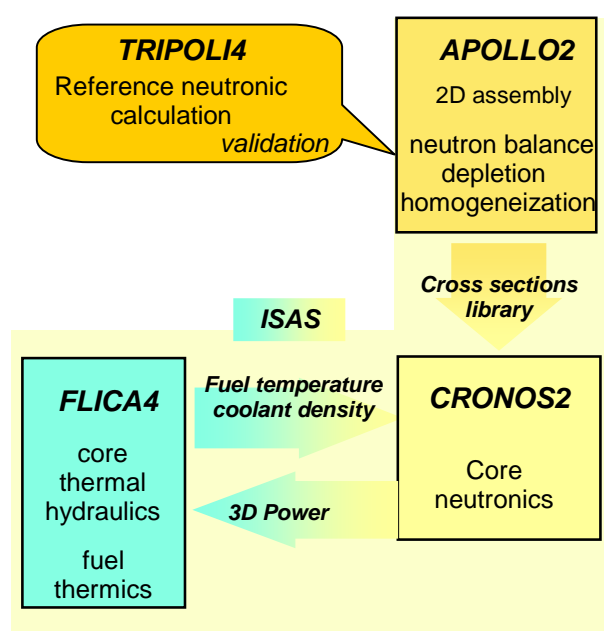 TRIPOLI4
Reference neutronic
calculation
validation
APOLLO2
2D assembly
neutron balance
depletion
homogeneization
Cross sections
library
ISAS
FLICA4
core
thermal
hydraulics
fuel
thermics
Fuel temperature
coolant density
3D Power
CRONOS2
Core
neutronics